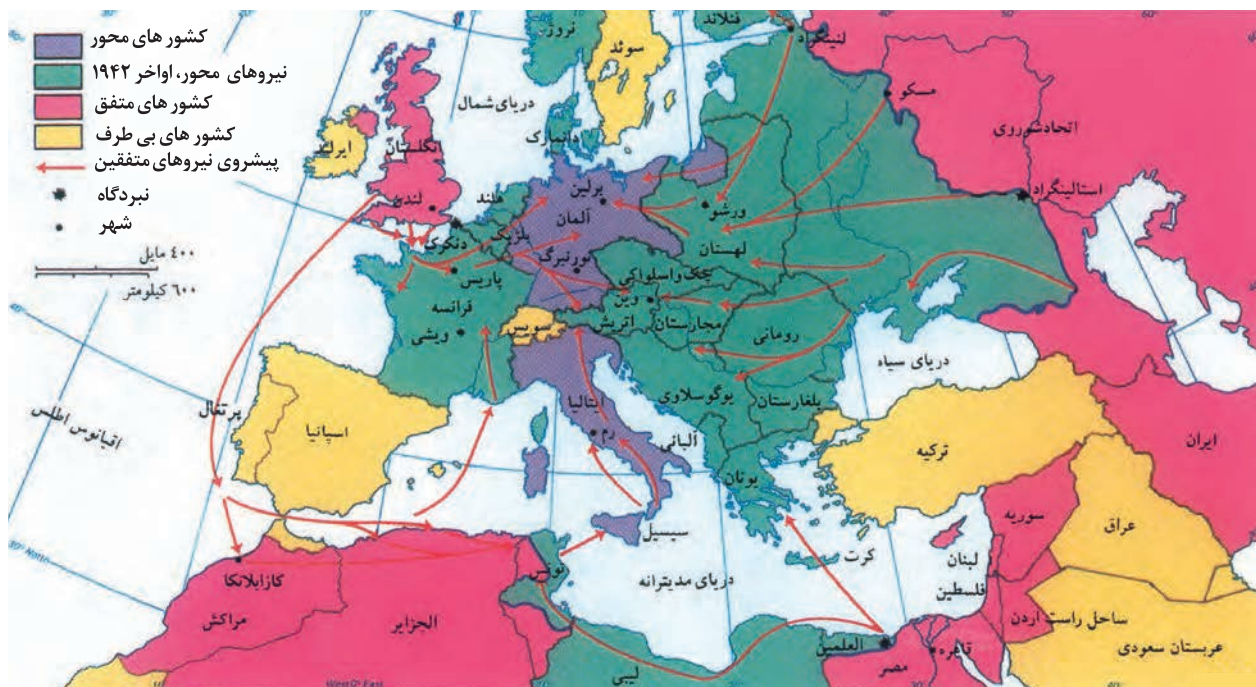 کشور های محور
نیروهای محور، اواخر ۱۹۴۲
کشور های متفق
کشور های بی طرف
پیشروی نیروهای متفقین
نبردگاه
شهر
۴۰۰ مایل
۶۰۰ کیلومتر
نروژ
سوئد
فنلاند
لنینگراد
مسکو
اتحادشوروی
استالینگراد
دریای شمال
دانمارک
ایرلند
انگلستان
لندن
هلند
بلژیک
دنکرک
برلین
آلمان
نورنبرگ
ورشو
لهستان
چک‌واسلواکی
پاریس
فرانسه
ویشی
سویس
وین
اتریش
مجارستان
رومانی
یوگوسلاوی
بلغارستان
دریای سیاه
ایتالیا
رم
آلبانی
یونان
اقیانوس اطلس
پرتغال
اسپانیا
ترکیه
ایران
سوریه
عراق
لبنان
فلسطین
ساحل راست اردن
عربستان سعودی
کرت
سیسیل
دریای مدیترانه
کازابلانکا
مراکش
الجزایر
تونس
لیبی
العلمین
قاهره
مصر
West 0° East